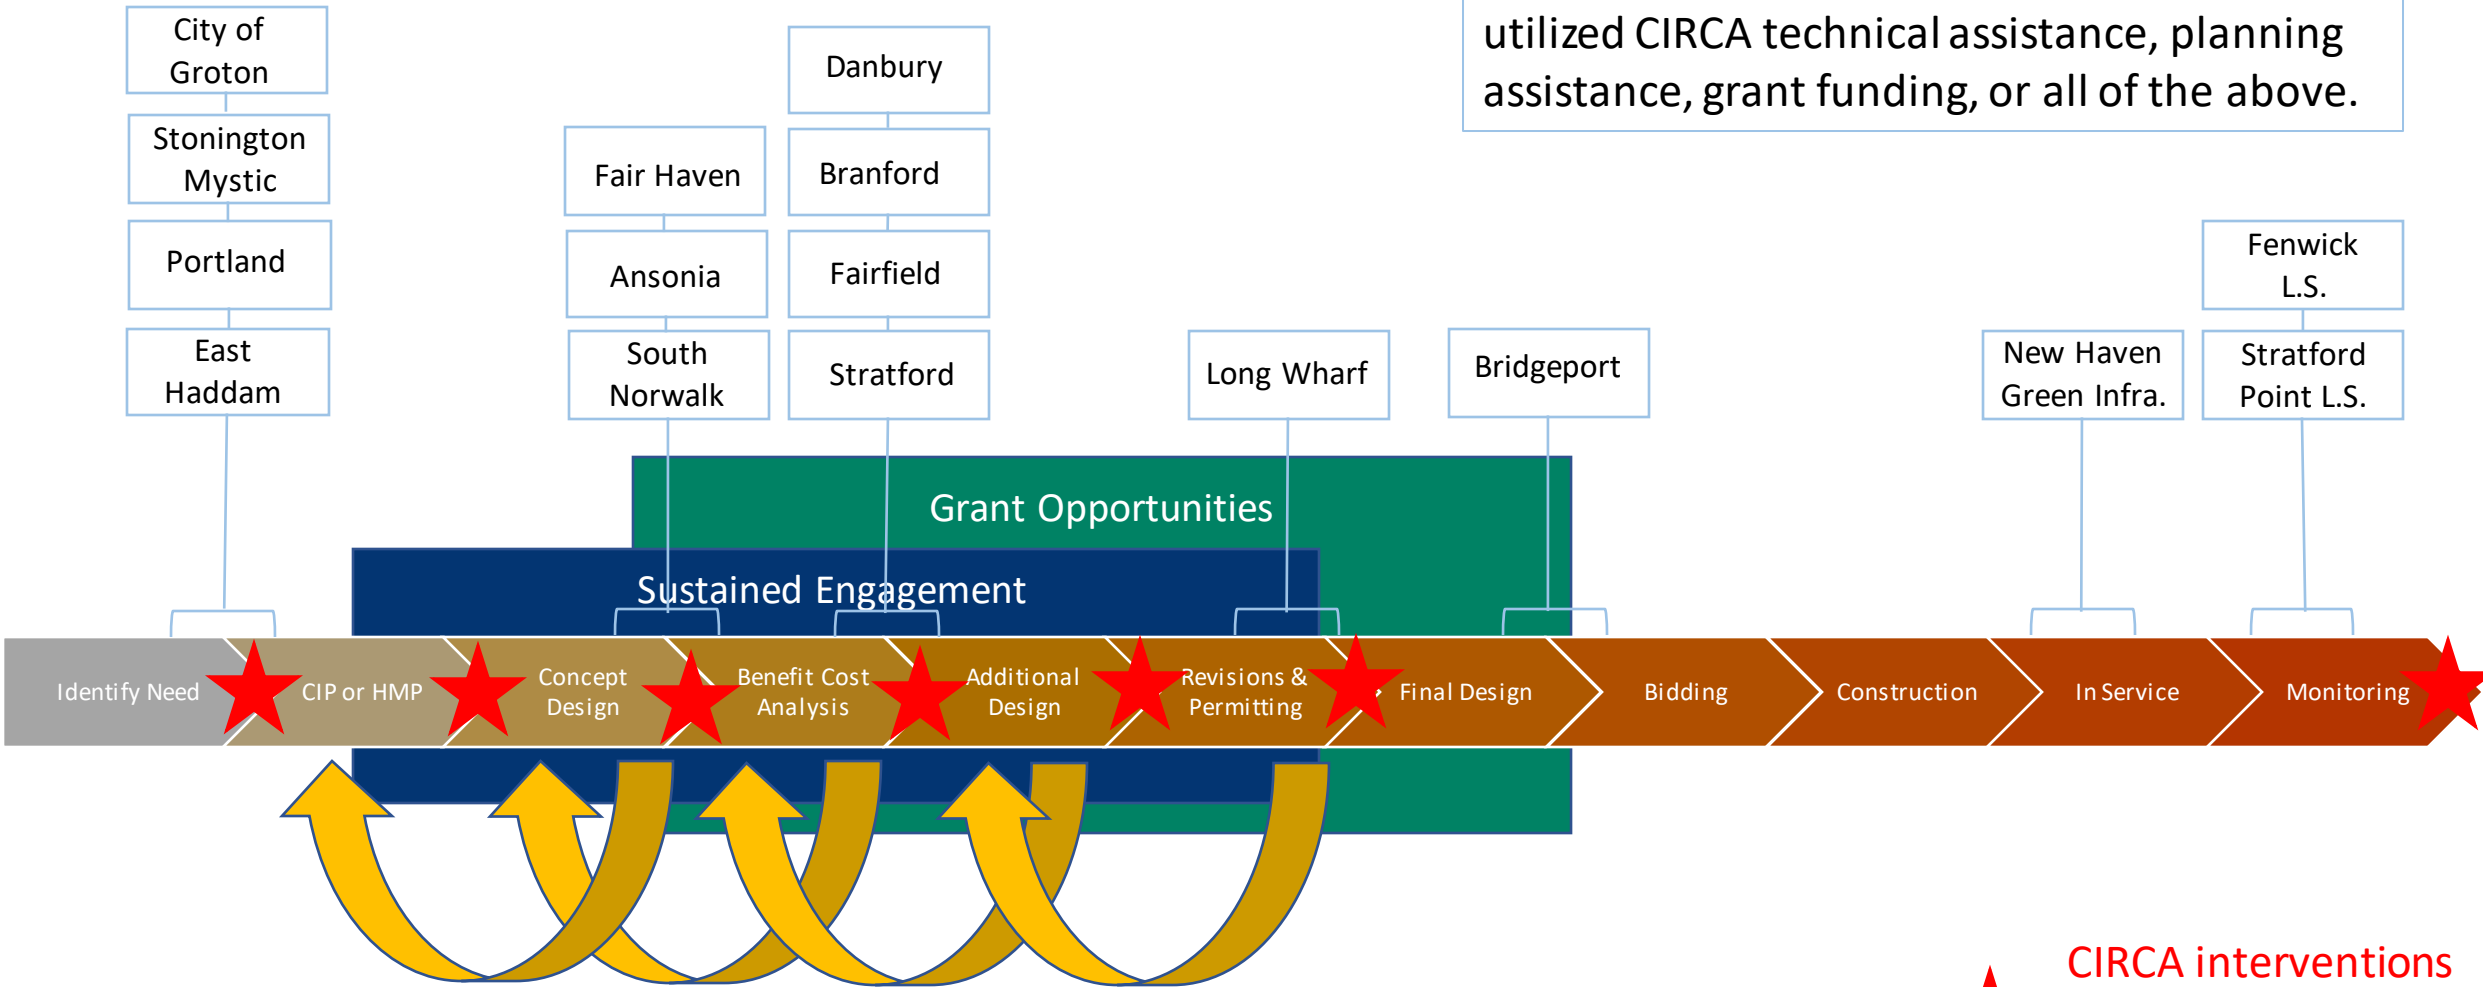 utilized CIRCA technical assistance, planning
assistance, grant funding, or all of the above.
City of
Groton
Stonington
Mystic
Portland
East
Haddam
Fair Haven
Ansonia
South
Norwalk
Danbury
Branford
Fairfield
Stratford
Long Wharf
Bridgeport
New Haven
Green Infra.
Fenwick
L.S.
Stratford
Point L.S.
Grant Opportunities
Sustained Engagement
Identify Need
CIP or HMP
Concept
Design
Benefit Cost
Analysis
Additional
Design
Revisions &
Permitting
Final Design
Bidding
Construction
In Service
Monitoring
CIRCA interventions